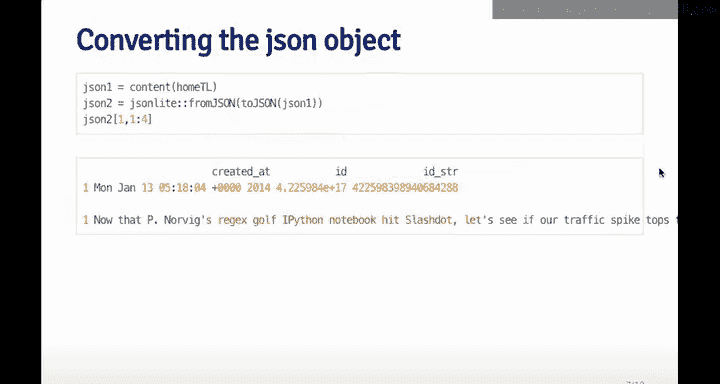 Converting the json object
json1 = content(homeTL)
json2 = jsonlite::fromJSON(toJSON(json1))
json2[1,1:4]
created_at id id_str
1 Mon Jan 13 05:18:04 +0000 2014 4.225984e+17 422598398940684288
1 Now that P. Norvig's regex golf IPython notebook hit Slashdot, let's see if our traffic spike tops